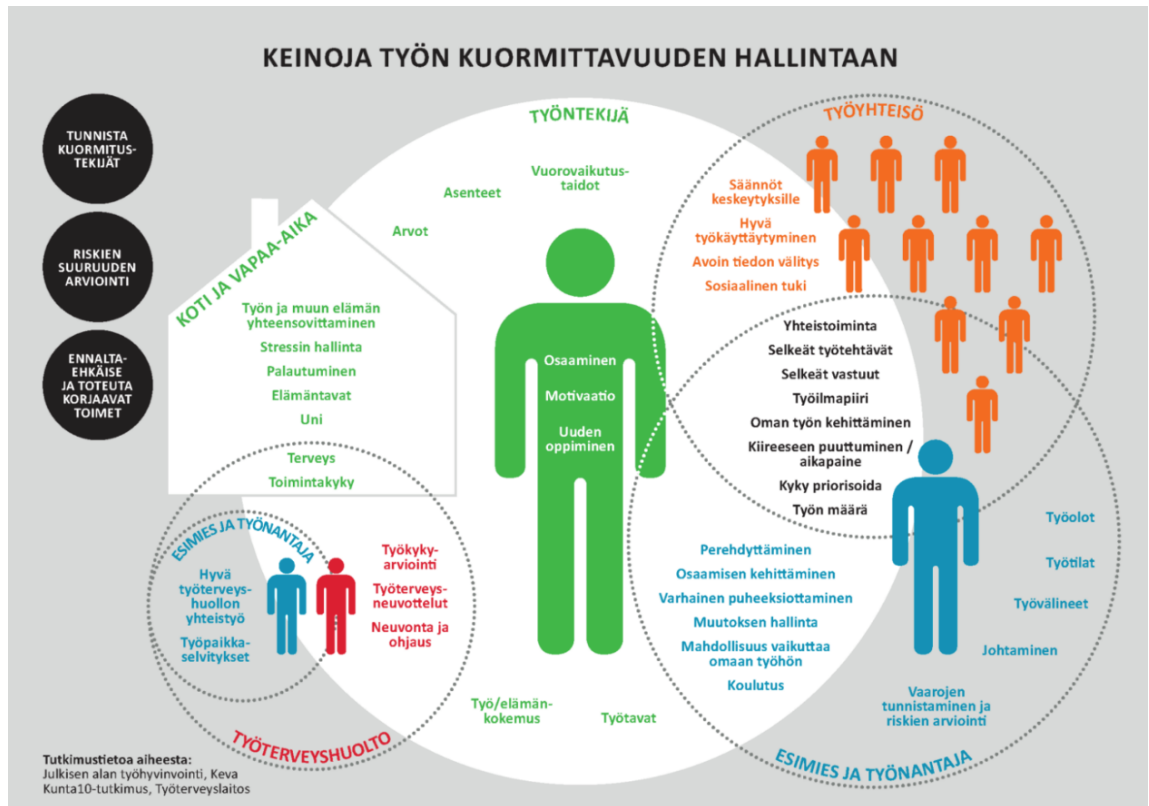 KEINOJA TYÖN KUORMITTAVUUDEN HALLINTAAN
TUNNISTA
KUORMITUS-
TEKIJÄT
RISKIEN
SUURUUDEN
ARVIOINTI
ENNALTA-
EHKÄISE
JA TOTEUTA
KORJAAVAT
TOIMET
TYÖNTEKIJÄ
Vuorovaikutus-
taidot
Asenteet
Arvot
Osaaminen
Motivaatio
Uuden
oppiminen
Työ/elämän-
kokemus
Työtavat
KOTI JA VAPAA-AIKA
Työn ja muun elämän
yhteensovittaminen
Stressin hallinta
Palautuminen
Elämäntavat
Uni
Terveys
Toimintakyky
ESIMIES JA TYÖNANTAJA
Hyvä
työterveys-
huollon
yhteistyö
Työpaikka-
selvitykset
Työkyky-
arviointi
Työterveys-
neuvottelut
Neuvonta ja
ohjaus
TYÖTERVEYSHUOLTO
TYÖYHTEISÖ
Säännöt
keskeytyksille
Hyvä
työkäyttäytyminen
Avoin tiedon välitys
Sosiaalinen tuki
Yhteistoiminta
Selkeät työtehtävät
Selkeät vastuut
Työilmapiiri
Oman työn kehittäminen
Kiireeseen puuttuminen /
aikapaine
Kyky priorisoida
Työn määrä
Perehdyttäminen
Osaamisen kehittäminen
Varhainen puheeksiottaminen
Muutoksen hallinta
Mahdollisuus vaikuttaa
omaan työhön
Koulutus
Työolot
Työtilat
Työvälineet
Johtaminen
Vaarojen
tunnistaminen ja
riskien arviointi
ESIMIES JA TYÖNANTAJA
Tutkimustietoa aiheesta:
Julkisen alan työhyvinvointi, Keva
Kunta10-tutkimus, Työterveyslaitos